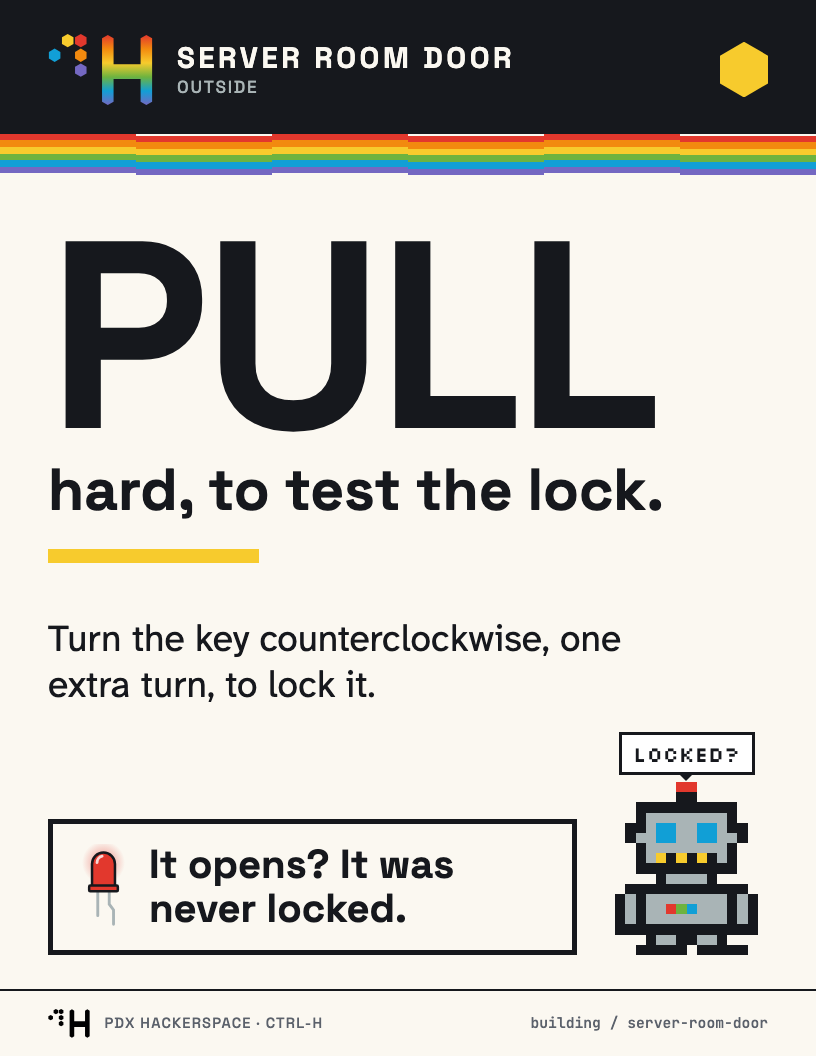 SERVER ROOM DOOR
OUTSIDE
PULL
hard, to test the lock.
Turn the key counterclockwise, one
extra turn, to lock it.
LOCKED?
It opens? It was
never locked.
PDX HACKERSPACE · CTRL-H
building / server-room-door